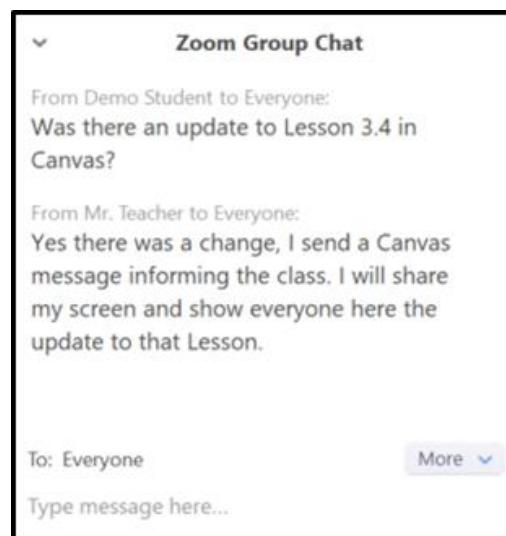 Zoom Group Chat
From Demo Student to Everyone:
Was there an update to Lesson 3.4 in
Canvas?
From Mr. Teacher to Everyone:
Yes there was a change, I send a Canvas
message informing the class. I will share
my screen and show everyone here the
update to that Lesson.
To: Everyone
More
Type message here...